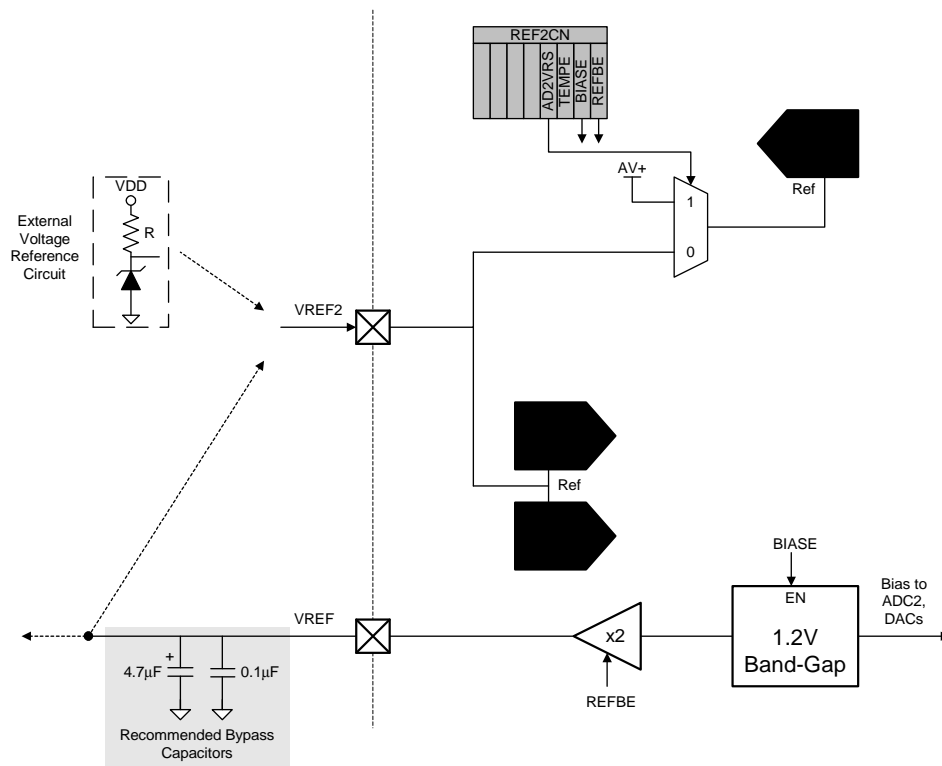 REF2CN
AD2VRS
TEMPE
BIASE
REFBE
AV+
1
0
Ref
VDD
R
External
Voltage
Reference
Circuit
VREF2
Ref
BIASE
EN
1.2V
Band-Gap
Bias to
ADC2,
DACs
x2
REFBE
VREF
+
4.7µF
0.1µF
Recommended Bypass
Capacitors